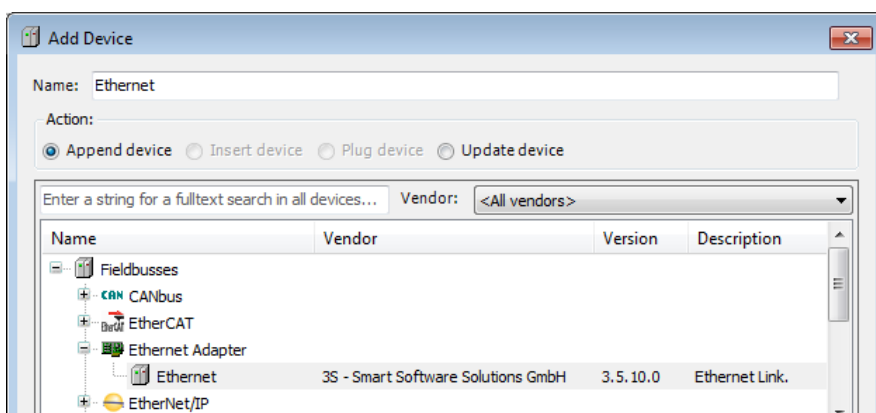 Add Device
Name: Ethernet
Action:
Append device Insert device Plug device Update device
Enter a string for a fulltext search in all devices... Vendor: <All vendors>
Name Vendor Version Description
Fieldbusses
CAN CANbus
EtherCAT EtherCAT
Ethernet Adapter
Ethernet 3S - Smart Software Solutions GmbH 3.5.10.0 Ethernet Link.
EtherNet/IP